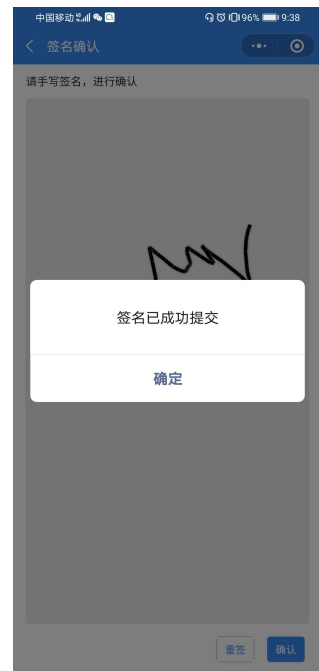 中国移动 96% 9:38
签名确认
请手写签名，进行确认
签名已成功提交
确定
重签 确认